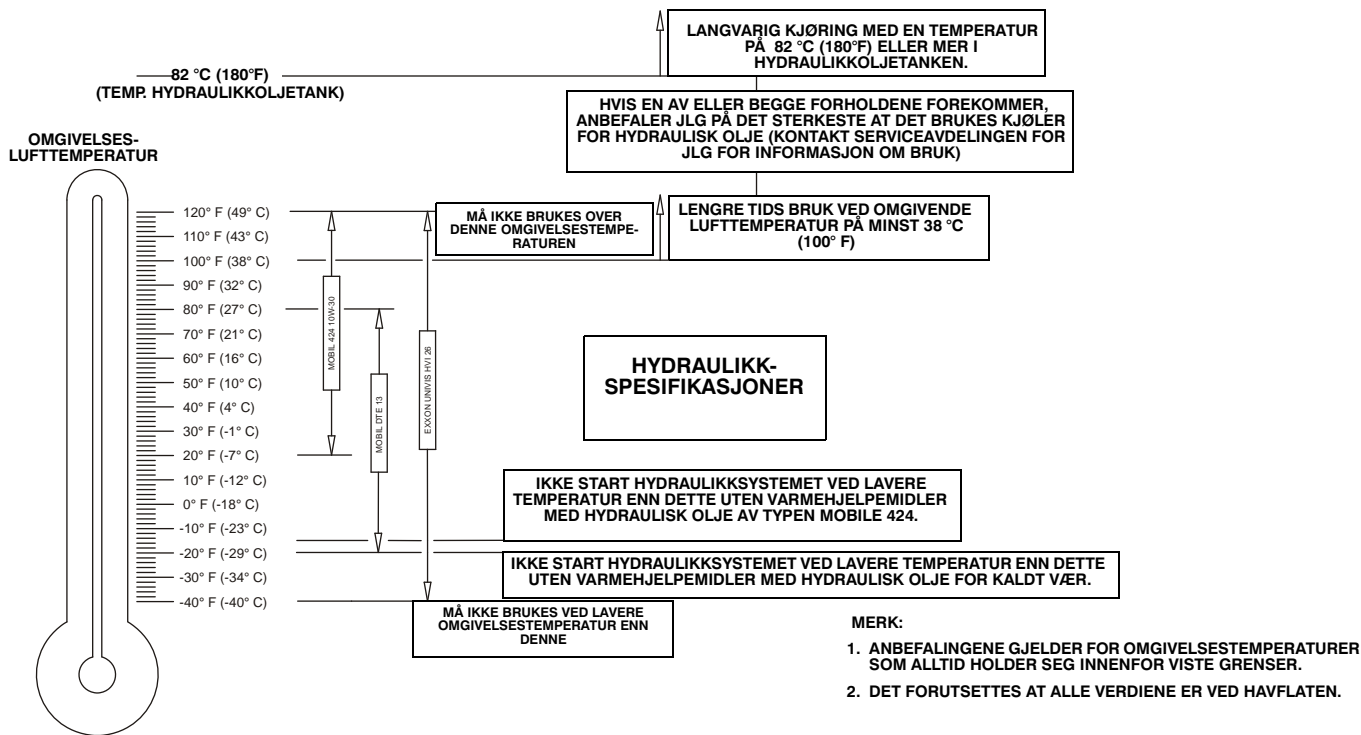 LANGVARIG KJØRING MED EN TEMPERATUR
PÅ 82 °C (180°F) ELLER MER I
HYDRAULIKKOLJETANKEN.
82 °C (180°F)
(TEMP. HYDRAULIKKOLJETANK)
HVIS EN AV ELLER BEGGE FORHOLDENE FOREKOMMER,
ANBEFALER JLG PÅ DET STERKESTE AT DET BRUKES KJØLER
FOR HYDRAULISK OLJE (KONTAKT SERVICEAVDELINGEN FOR
JLG FOR INFORMASJON OM BRUK)
OMGIVELSES-
LUFTTEMPERATUR
120° F (49° C)
110° F (43° C)
100° F (38° C)
90° F (32° C)
80° F (27° C)
70° F (21° C)
60° F (16° C)
50° F (10° C)
40° F (4° C)
30° F (-1° C)
20° F (-7° C)
10° F (-12° C)
0° F (-18° C)
-10° F (-23° C)
-20° F (-29° C)
-30° F (-34° C)
-40° F (-40° C)
MOBIL 424 10W-30
MOBIL DTE 13
EXXON UNIVIS HVI 26
MÅ IKKE BRUKES OVER
DENNE OMGIVELSESTEMPE-
RATUREN
LENGRE TIDS BRUK VED OMGIVENDE
LUFTTEMPERATUR PÅ MINST 38 °C
(100° F)
HYDRAULIKK-
SPESIFIKASJONER
IKKE START HYDRAULIKKSYSTEMET VED LAVERE
TEMPERATUR ENN DETTE UTEN VARMEHJELPEMIDLER
MED HYDRAULISK OLJE AV TYPEN MOBILE 424.
IKKE START HYDRAULIKKSYSTEMET VED LAVERE TEMPERATUR ENN DETTE
UTEN VARMEHJELPEMIDLER MED HYDRAULISK OLJE FOR KALDT VÆR.
MÅ IKKE BRUKES VED LAVERE
OMGIVELSESTEMPERATUR ENN
DENNE
MERK:
1. ANBEFALINGENE GJELDER FOR OMGIVELSESTEMPERATURER
SOM ALLTID HOLDER SEG INNENFOR VISTE GRENSER.
2. DET FORUTSETTES AT ALLE VERDIENE ER VED HAVFLATEN.